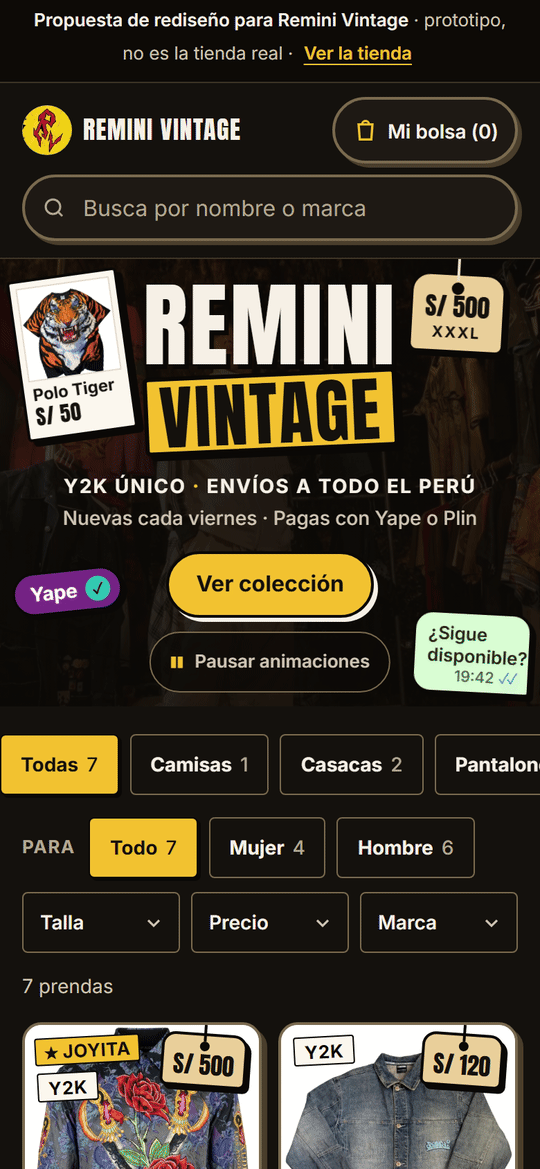 Propuesta de rediseño para Remini Vintage · prototipo,
no es la tienda real · Ver la tienda
REMINI VINTAGE
Mi bolsa (0)
Busca por nombre o marca
Polo Tiger
S/ 50
REMINI
VINTAGE
S/ 500
XXXL
Y2K ÚNICO · ENVÍOS A TODO EL PERÚ
Nuevas cada viernes · Pagas con Yape o Plin
Yape ✓
Ver colección
Pausar animaciones
¿Sigue
disponible?
19:42 ✓✓
Todas 7
Camisas 1
Casacas 2
Pantalon
PARA
Todo 7
Mujer 4
Hombre 6
Talla
Precio
Marca
7 prendas
★ JOYITA
Y2K
S/ 500
Y2K
S/ 120